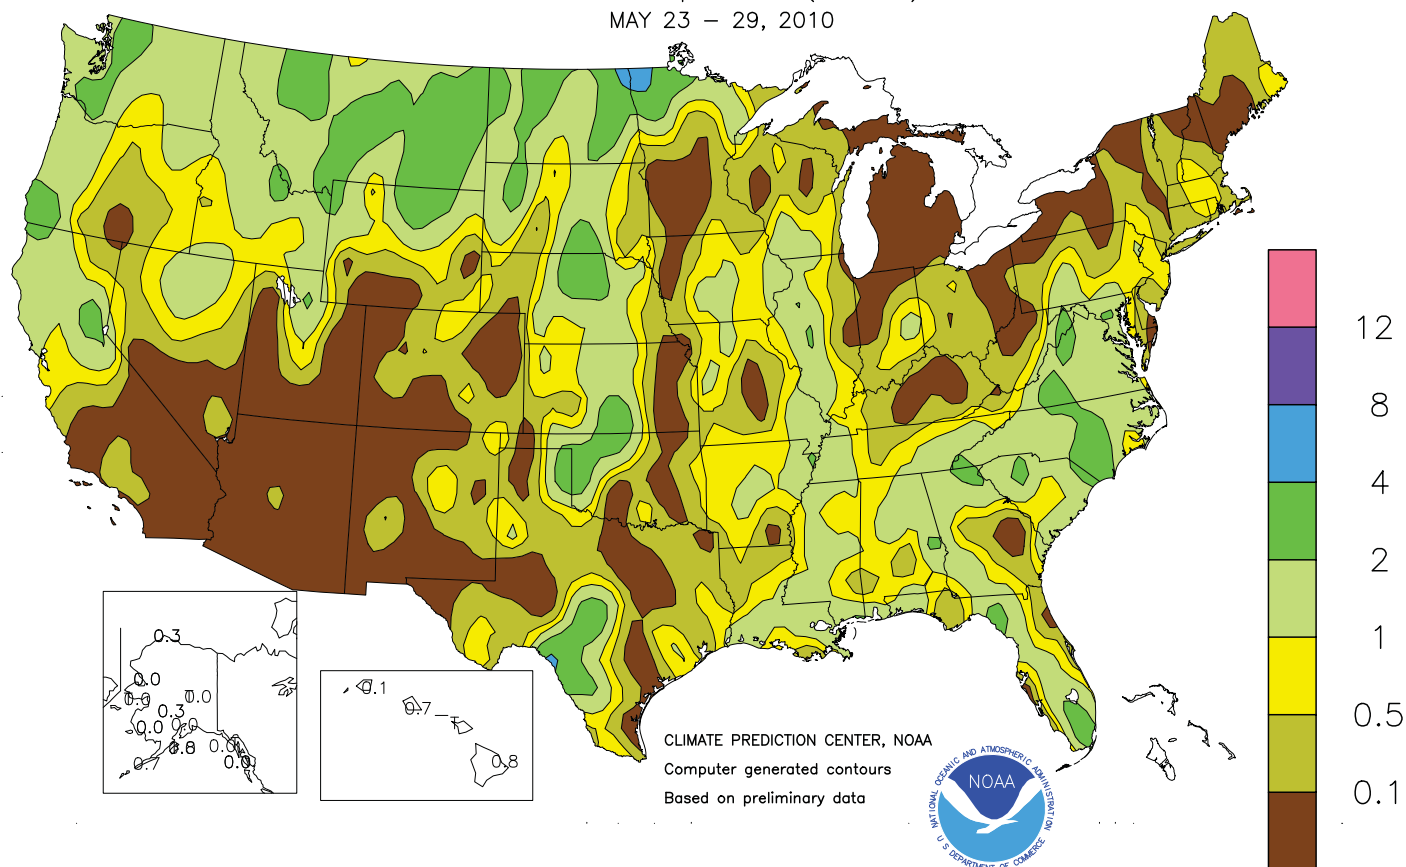 MAY 23 – 29, 2010
12
8
4
2
1
0.5
0.1
0.3
0.0
0.0
0.0
0.3
0.0
0.0
0.8
0.0
0.7
0.0
0.1
0.7
T
0.8
CLIMATE PREDICTION CENTER, NOAA
Computer generated contours
Based on preliminary data
NATIONAL OCEANIC AND ATMOSPHERIC ADMINISTRATION
NOAA
U S DEPARTMENT OF COMMERCE